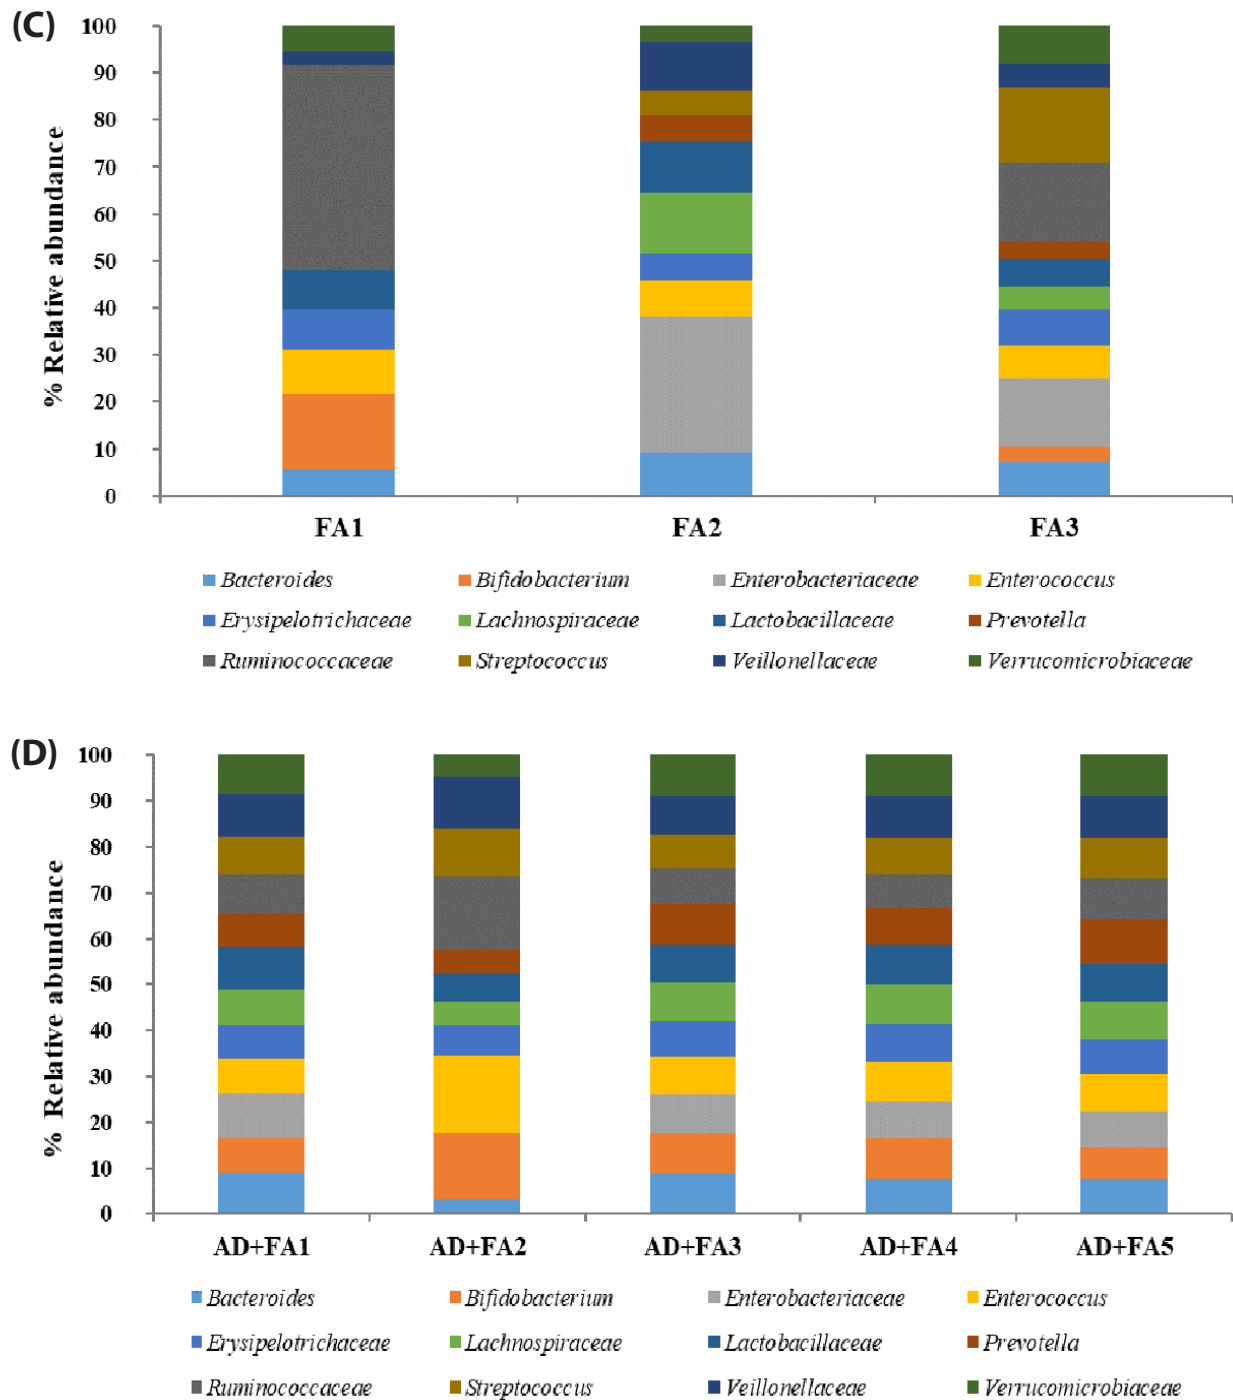 (C)
100
90
80
70
60
50
40
30
20
10
0
% Relative abundance
FA1 FA2 FA3
Bacteroides Bifidobacterium Enterobacteriaceae Enterococcus
Erysipelotrichaceae Lachnospiraceae Lactobacillaceae Prevotella
Ruminococcaceae Streptococcus Veillonellaceae Verrucomicrobiaceae
(D)
100
90
80
70
60
50
40
30
20
10
0
% Relative abundance
AD+FA1 AD+FA2 AD+FA3 AD+FA4 AD+FA5
Bacteroides Bifidobacterium Enterobacteriaceae Enterococcus
Erysipelotrichaceae Lachnospiraceae Lactobacillaceae Prevotella
Ruminococcaceae Streptococcus Veillonellaceae Verrucomicrobiaceae